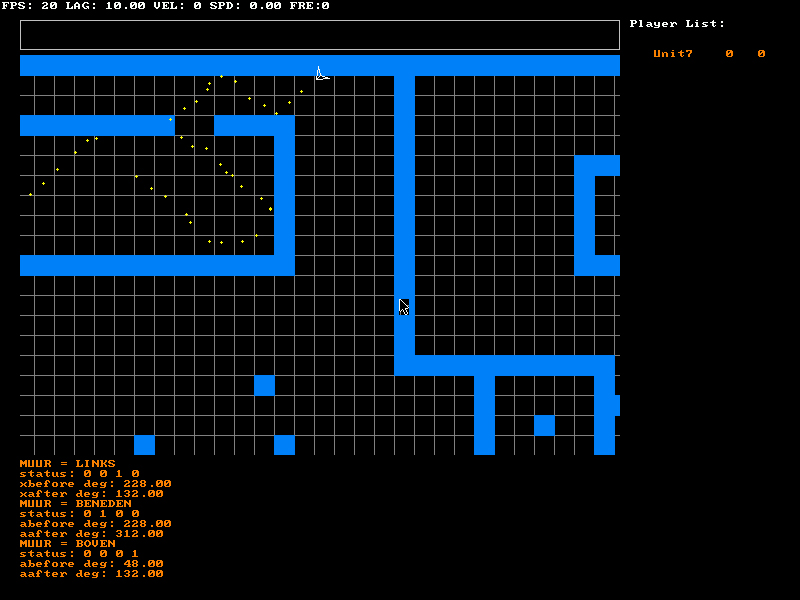 FPS: 20 LAG: 10.00 VEL: 0 SPD: 0.00 FRE:0
Player List:
Unit7 0 0
MUUR = LINKS
status: 0 0 1 0
xbefore deg: 228.00
xafter deg: 132.00
MUUR = BENEDEN
status: 0 1 0 0
abefore deg: 228.00
aafter deg: 312.00
MUUR = BOVEN
status: 0 0 0 1
abefore deg: 48.00
aafter deg: 132.00